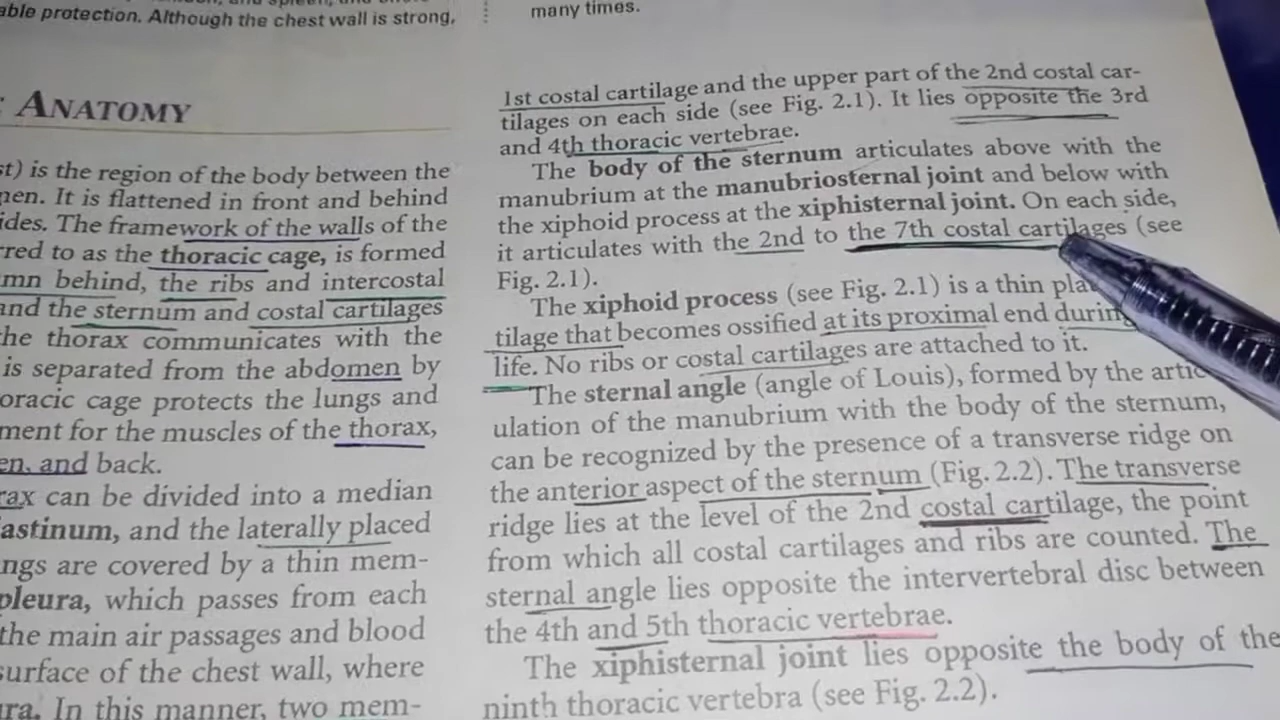 able protection. Although the chest wall is strong,
ANATOMY
st) is the region of the body between the
men. It is flattened in front and behind
ides. The framework of the walls of the
rred to as the thoracic cage, is formed
mn behind, the ribs and intercostal
and the sternum and costal cartilages
the thorax communicates with the
is separated from the abdomen by
oracic cage protects the lungs and
ment for the muscles of the thorax,
en, and back.
rax can be divided into a median
astinum, and the laterally placed
ngs are covered by a thin mem-
pleura, which passes from each
the main air passages and blood
surface of the chest wall, where
ura. In this manner, two mem-
many times.
1st costal cartilage and the upper part of the 2nd costal car-
tilages on each side (see Fig. 2.1). It lies opposite the 3rd
and 4th thoracic vertebrae.
The body of the sternum articulates above with the
manubrium at the manubriosternal joint and below with
the xiphoid process at the xiphisternal joint. On each side,
it articulates with the 2nd to the 7th costal cartilages (see
Fig. 2.1).
The xiphoid process (see Fig. 2.1) is a thin pla
tilage that becomes ossified at its proximal end during
life. No ribs or costal cartilages are attached to it.
The sternal angle (angle of Louis), formed by the artic
ulation of the manubrium with the body of the sternum,
can be recognized by the presence of a transverse ridge on
the anterior aspect of the sternum (Fig. 2.2). The transverse
ridge lies at the level of the 2nd costal cartilage, the point
from which all costal cartilages and ribs are counted. The
sternal angle lies opposite the intervertebral disc between
the 4th and 5th thoracic vertebrae.
The xiphisternal joint lies opposite the body of the
ninth thoracic vertebra (see Fig. 2.2).